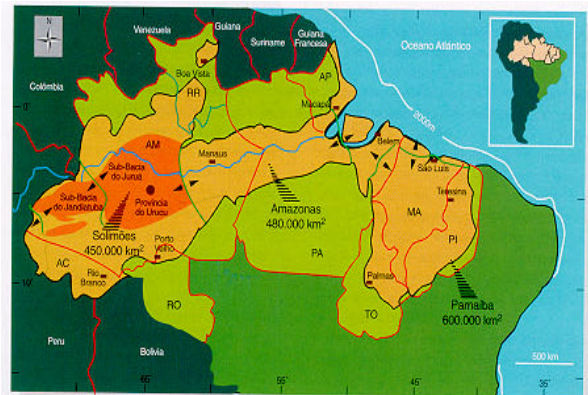 N
Venezuela
Guiana
Suriname
Guiana
Francesa
Oceano Atlântico
Colômbia
Boa Vista
RR
AP
Macapá
2000m
0°
AM
Manaus
Belem
São Luis
Sub-Bacia
do Juruá
Sub-Bacia
do Jandiatuba
Província
do Urucu
Teresina
Solimões
450.000 km²
Amazonas
480.000 km²
MA
PI
Porto
Velho
PA
AC
Rio
Branco
Palmas
Parnaíba
600.000 km²
10°
RO
TO
Peru
Bolivia
500 km
65°
55°
45°
35°